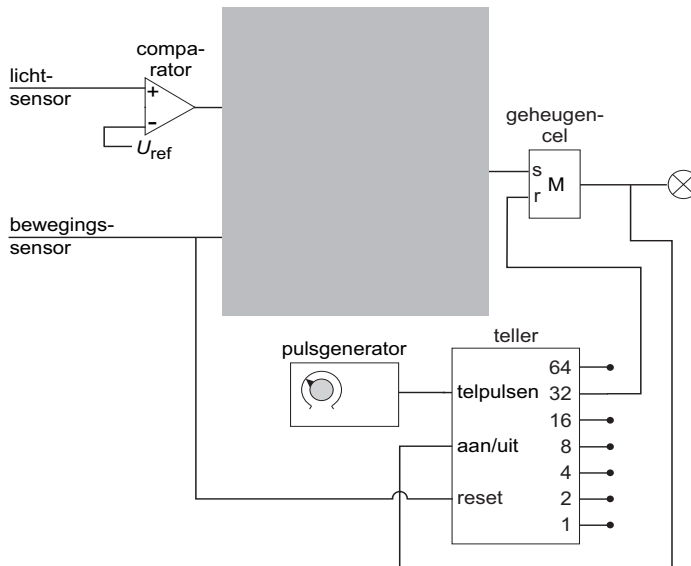 compa-
rator
licht-
sensor
+
-
Uref
geheugen-
cel
s
M
r
bewegings-
sensor
pulsgenerator
teller
64
telpulsen
32
16
aan/uit
8
4
reset
2
1